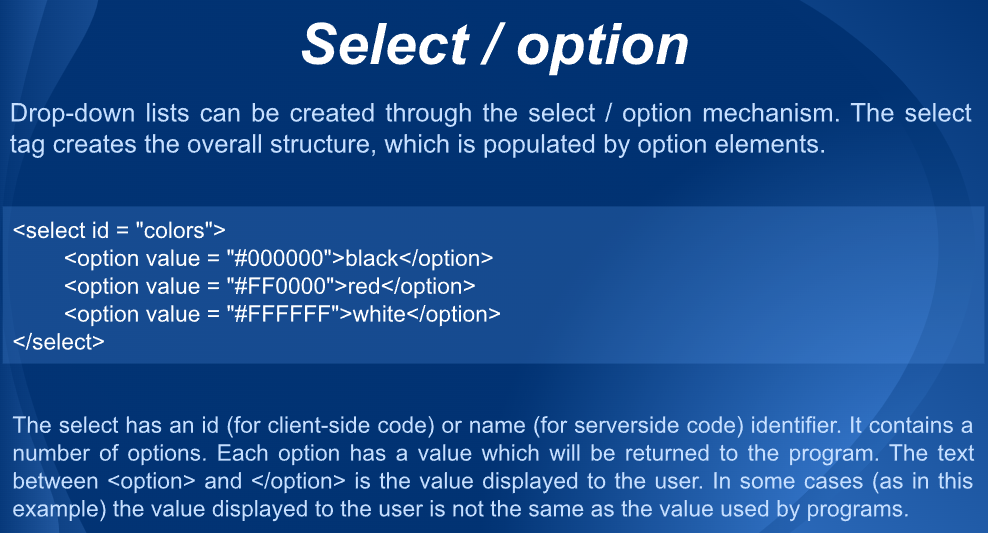 Select / option
Drop-down lists can be created through the select / option mechanism. The select
tag creates the overall structure, which is populated by option elements.
<select id = "colors">
<option value = "#000000">black</option>
<option value = "#FF0000">red</option>
<option value = "#FFFFFF">white</option>
</select>
The select has an id (for client-side code) or name (for serverside code) identifier. It contains a
number of options. Each option has a value which will be returned to the program. The text
between <option> and </option> is the value displayed to the user. In some cases (as in this
example) the value displayed to the user is not the same as the value used by programs.